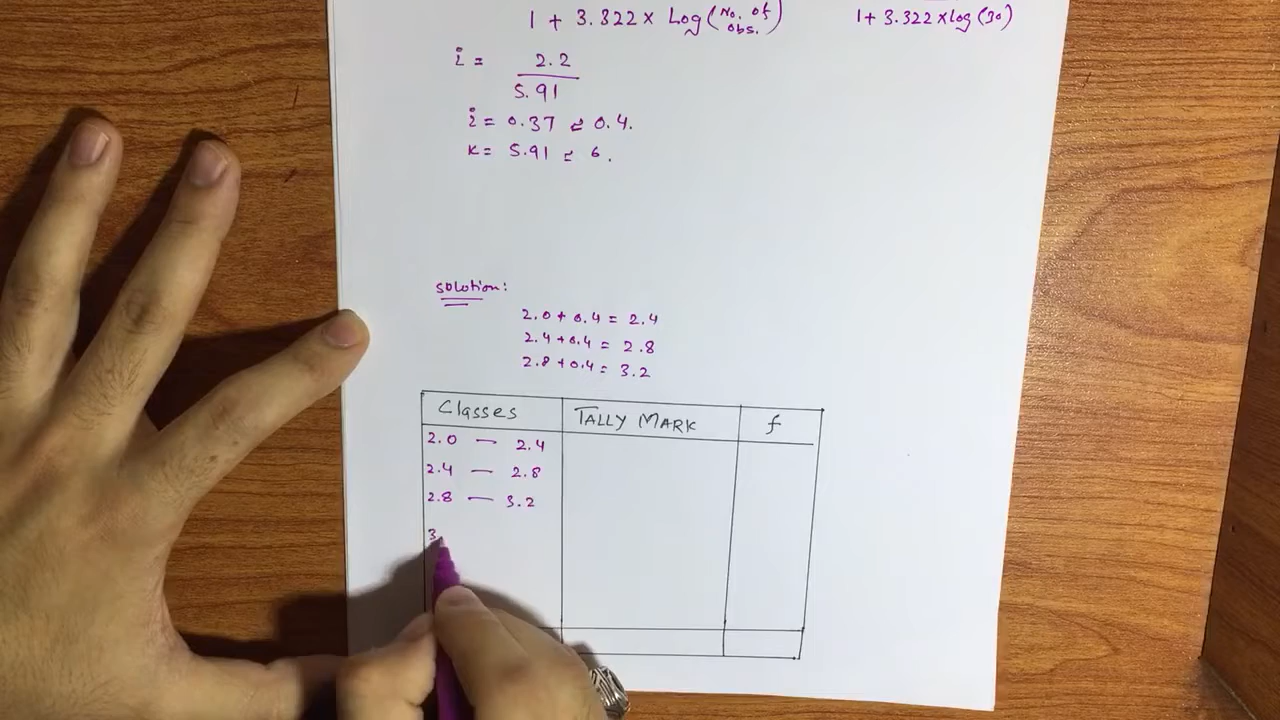 1 + 3.322 × Log (No. of obs.) 1 + 3.322 × log (30)
i = 2.2
5.91
i = 0.37 ≃ 0.4.
K = 5.91 ≃ 6.
Solution:
2.0 + 0.4 = 2.4
2.4 + 0.4 = 2.8
2.8 + 0.4 = 3.2
Classes TALLY MARK f
2.0 — 2.4
2.4 — 2.8
2.8 — 3.2
3.